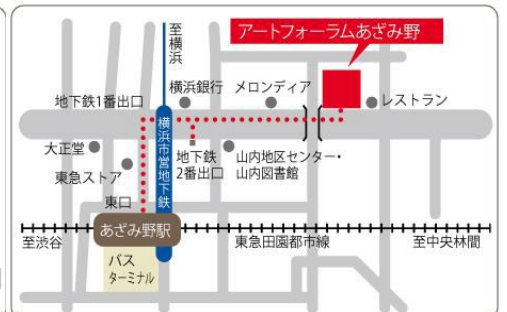 至横浜
アートフォーラムあざみ野
横浜銀行
メロンディア
レストラン
地下鉄1番出口
横浜市営地下鉄
大正堂
地下鉄
2番出口
山内地区センター・
山内図書館
東急ストア
東口
あざみ野駅
至渋谷
東急田園都市線
至中央林間
バス
ターミナル